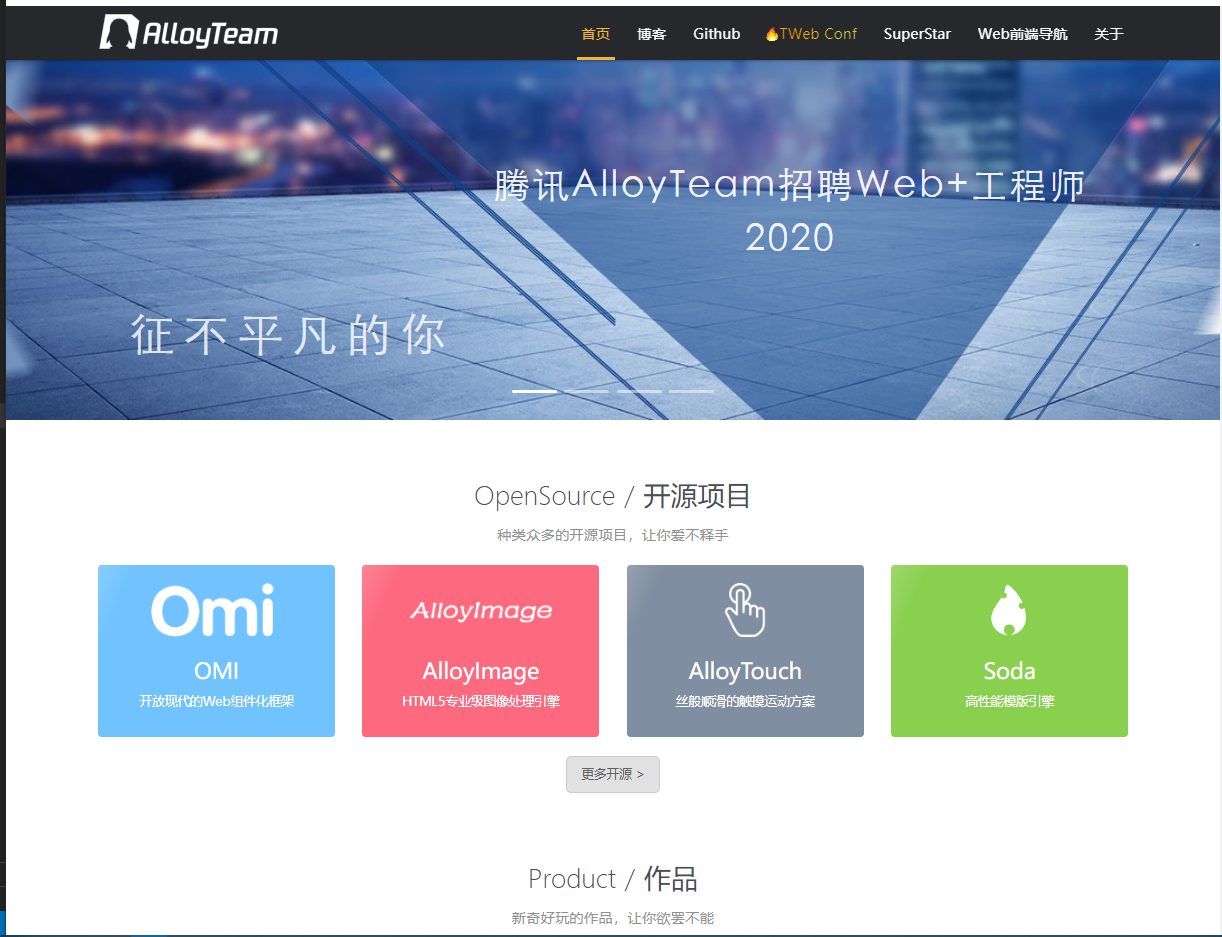 AlloyTeam
首页 博客 Github 🔥TWeb Conf SuperStar Web前端导航 关于
腾讯AlloyTeam招聘Web+工程师
2020
征不平凡的你
OpenSource / 开源项目
种类众多的开源项目，让你爱不释手
Omi AlloyImage
OMI AlloyImage AlloyTouch Soda
开放现代的Web组件化框架 HTML5专业级图像处理引擎 丝般顺滑的触摸运动方案 高性能模版引擎
更多开源 >
Product / 作品
新奇好玩的作品，让你欲罢不能